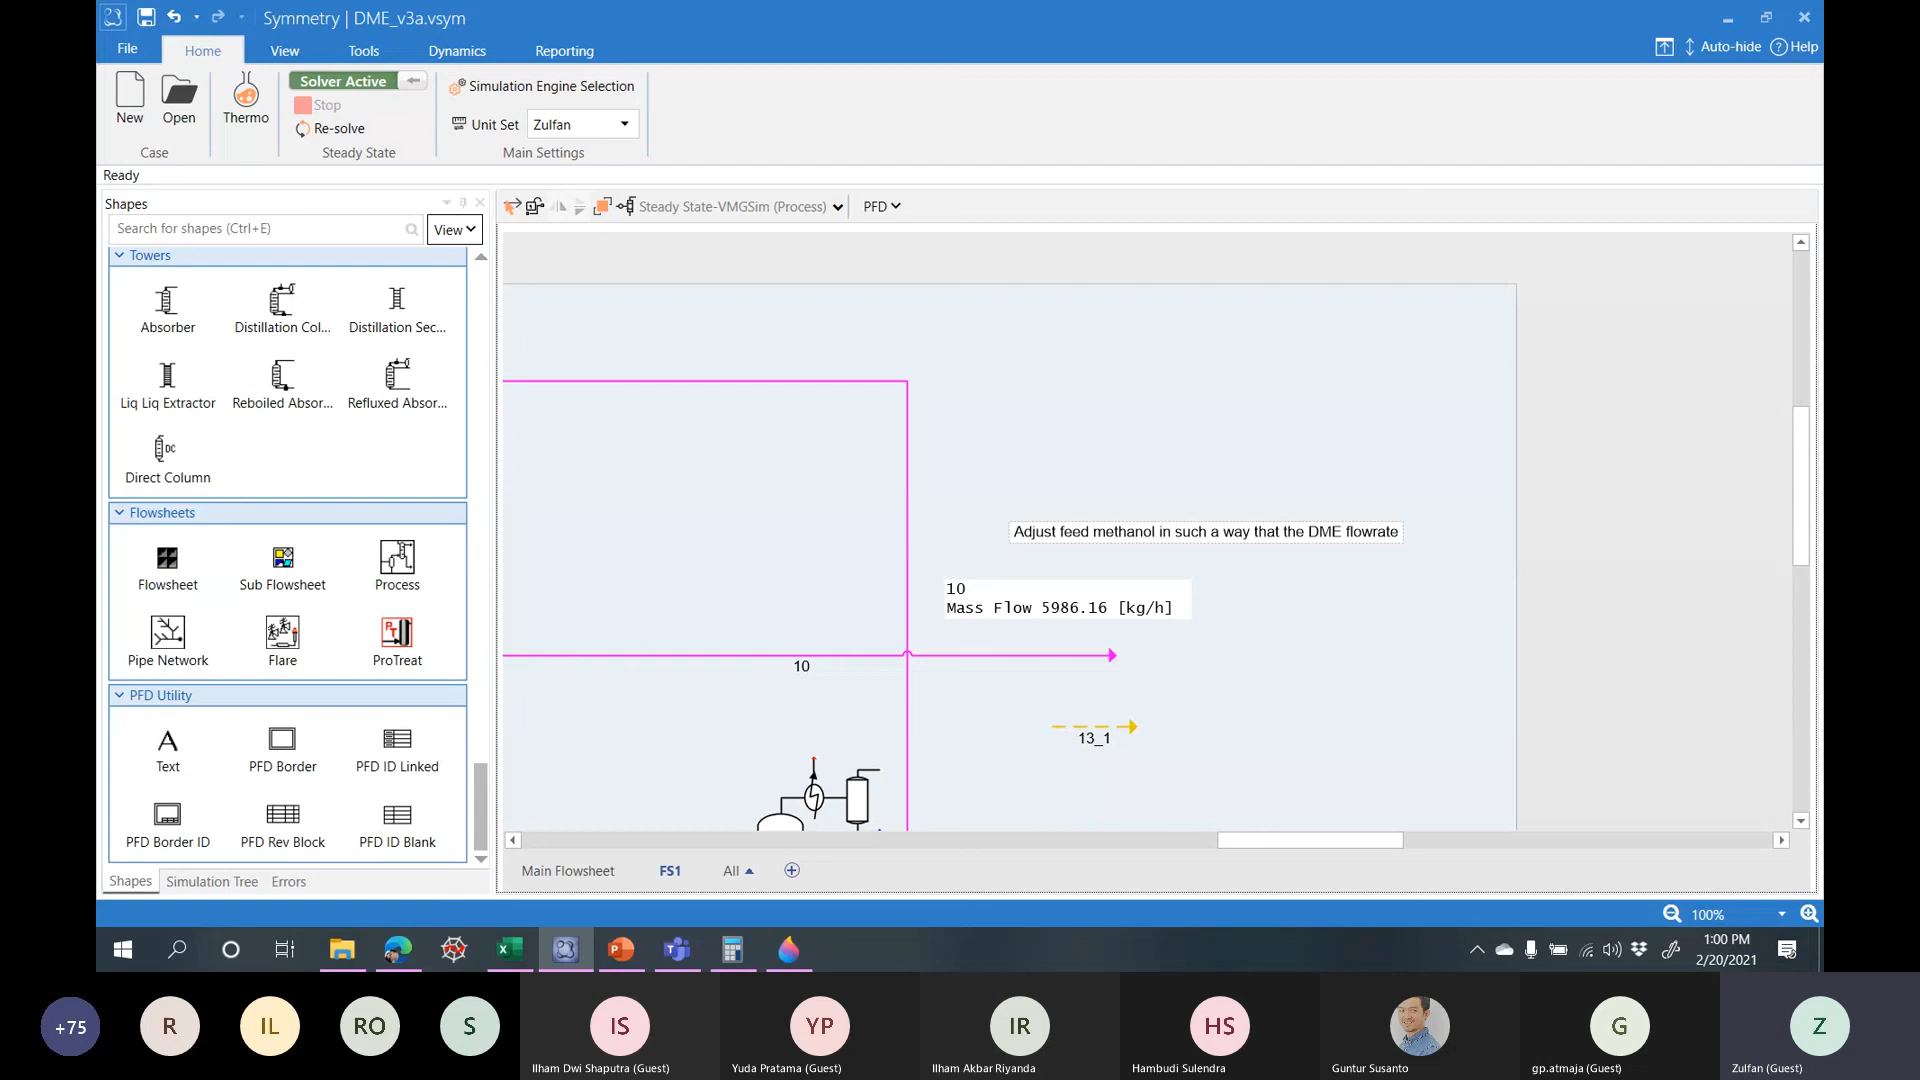 Symmetry | DME_v3a.vsym
File
Home
View
Tools
Dynamics
Reporting
Auto-hide
Help
New
Open
Case
Thermo
Solver Active
Stop
Re-solve
Steady State
Simulation Engine Selection
Unit Set
Zulfan
Main Settings
Ready
Shapes
Search for shapes (Ctrl+E)
View
Towers
Absorber
Distillation Col...
Distillation Sec...
Liq Liq Extractor
Reboiled Absor...
Refluxed Absor...
DC
Direct Column
Flowsheets
Flowsheet
Sub Flowsheet
Process
Pipe Network
Flare
PT
ProTreat
PFD Utility
A
Text
PFD Border
PFD ID Linked
PFD Border ID
PFD Rev Block
PFD ID Blank
Shapes
Simulation Tree
Errors
Steady State-VMGSim (Process)
PFD
Adjust feed methanol in such a way that the DME flowrate
10
Mass Flow 5986.16 [kg/h]
10
13_1
Main Flowsheet
FS1
All
100%
1:00 PM
2/20/2021
+75
R
IL
RO
S
IS
Ilham Dwi Shaputra (Guest)
YP
Yuda Pratama (Guest)
IR
Ilham Akbar Riyanda
HS
Hambudi Sulendra
Guntur Susanto
G
gp.atmaja (Guest)
Z
Zulfan (Guest)